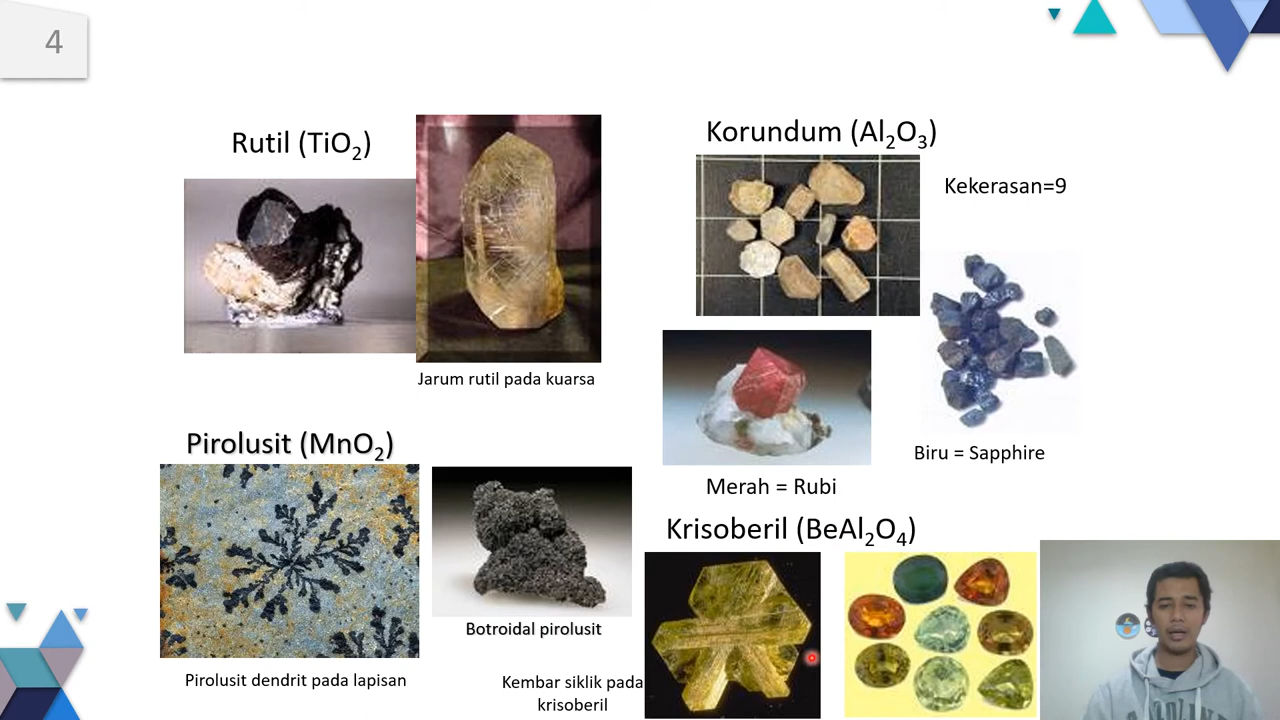 4
Rutil (TiO₂)
Jarum rutil pada kuarsa
Korundum (Al₂O₃)
Kekerasan=9
Biru = Sapphire
Merah = Rubi
Pirolusit (MnO₂)
Botroidal pirolusit
Pirolusit dendrit pada lapisan
Krisoberil (BeAl₂O₄)
Kembar siklik pada
krisoberil